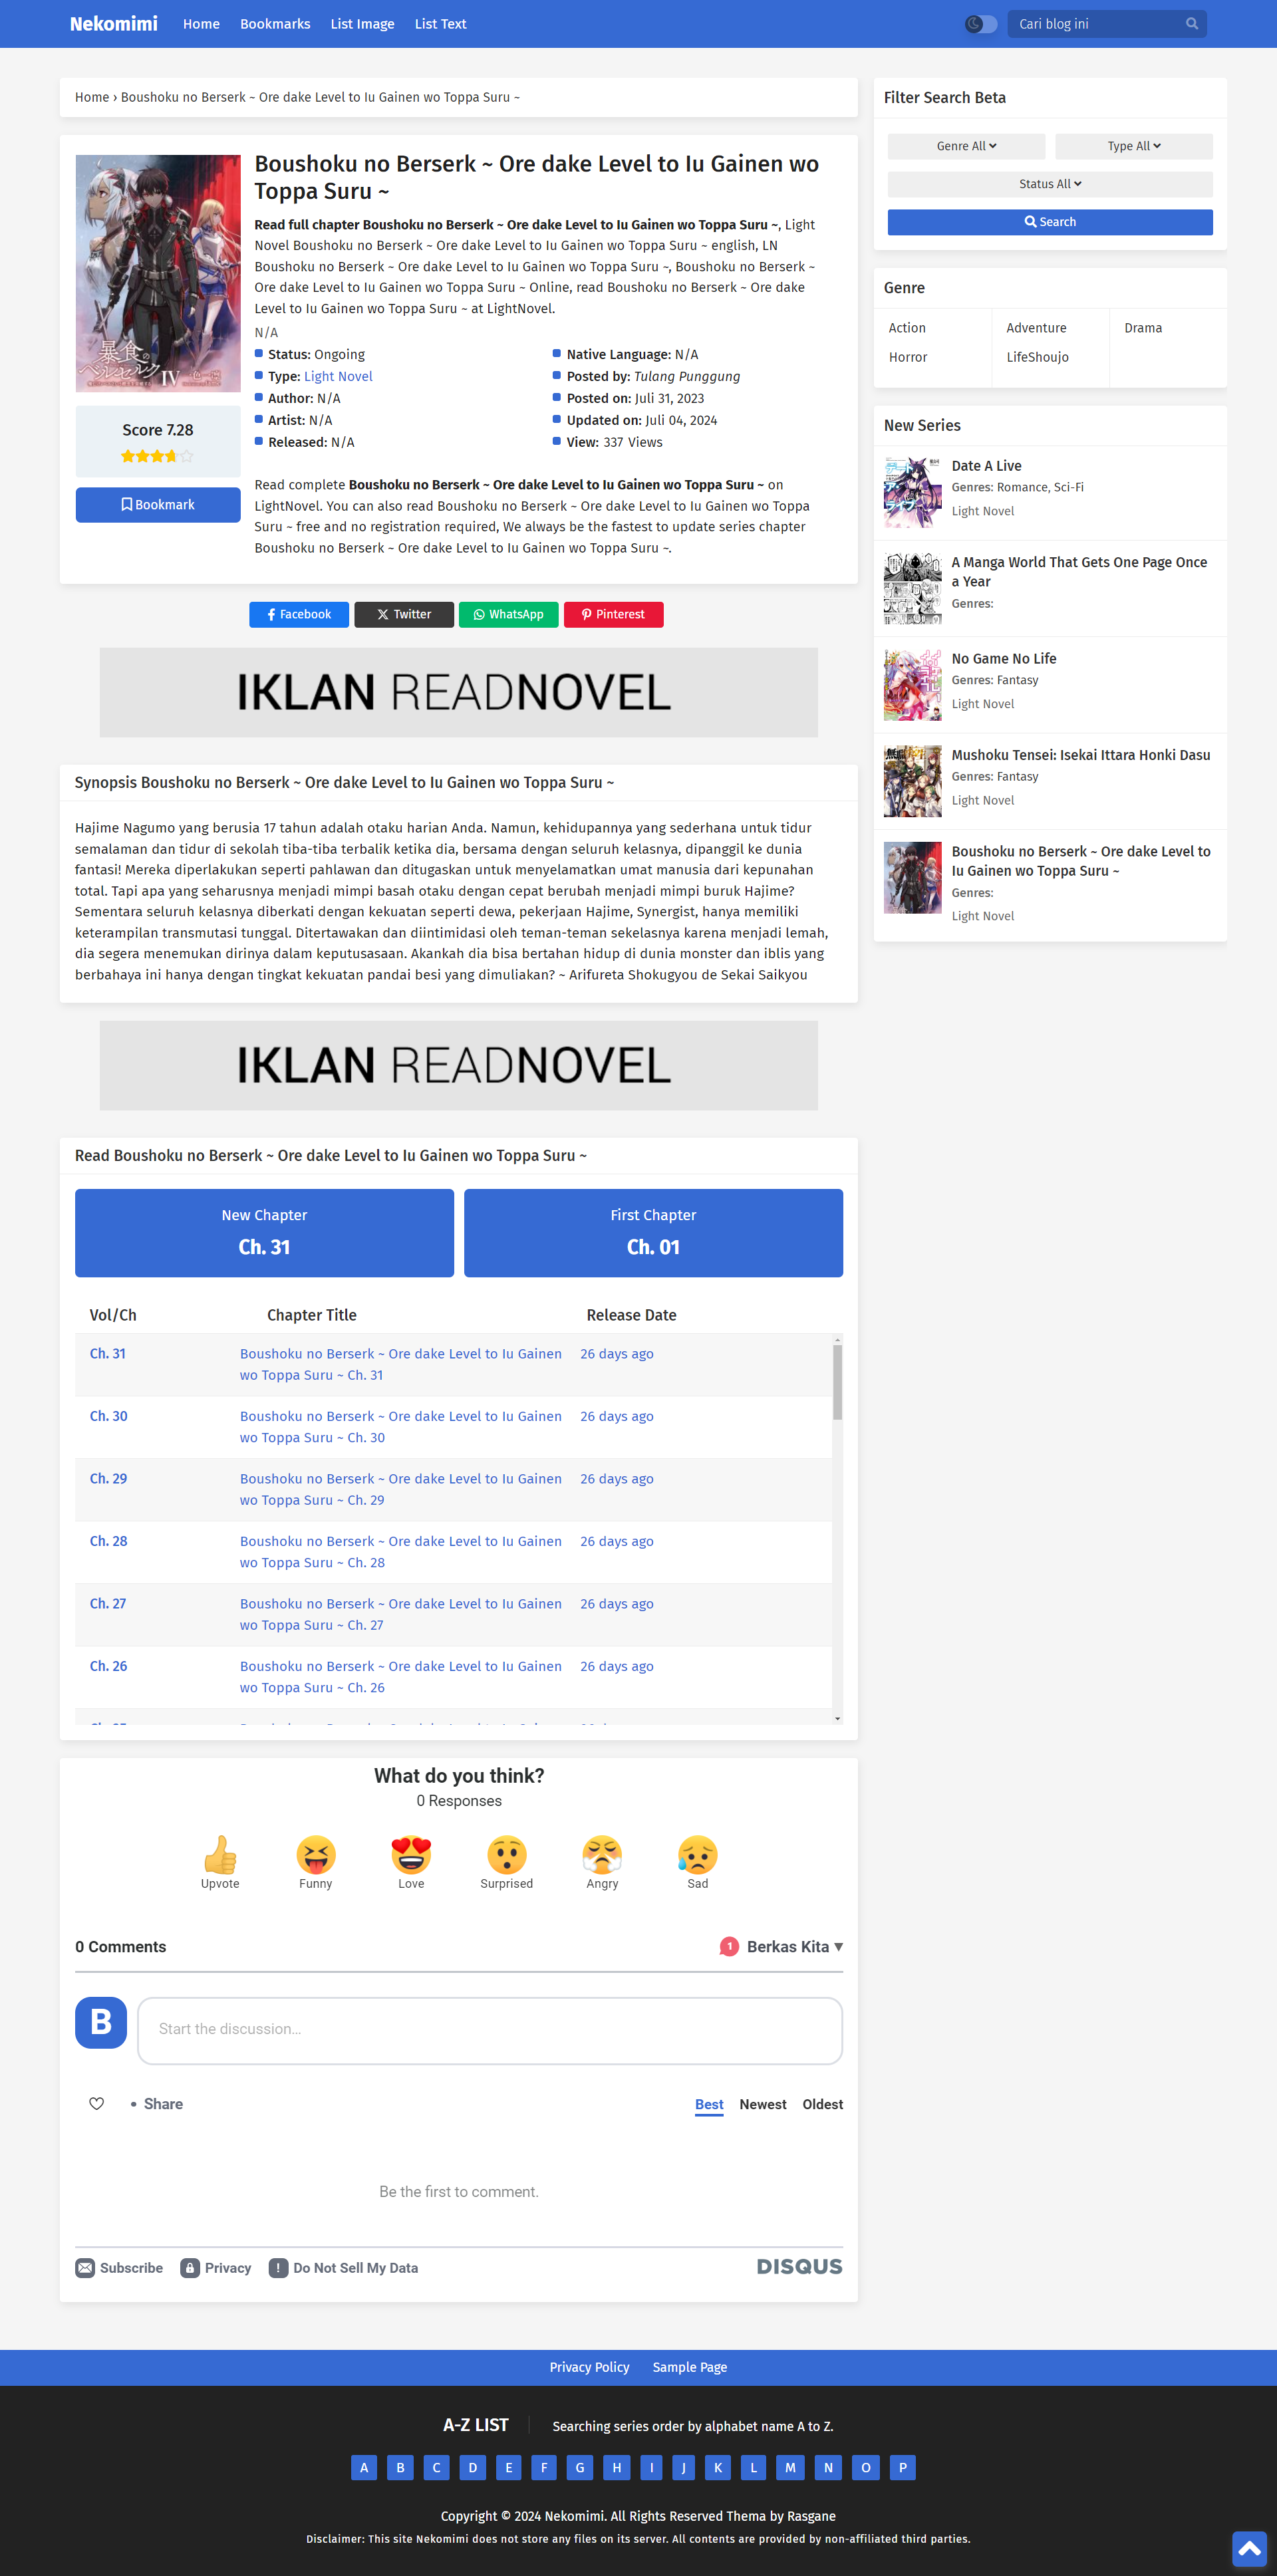 Nekomimi
Home
Bookmarks
List Image
List Text
Cari blog ini
Home › Boushoku no Berserk ~ Ore dake Level to Iu Gainen wo Toppa Suru ~
暴食の
ベルセルク
IV
Score 7.28
Bookmark
Boushoku no Berserk ~ Ore dake Level to Iu Gainen wo
Toppa Suru ~
Read full chapter Boushoku no Berserk ~ Ore dake Level to Iu Gainen wo Toppa Suru ~, Light
Novel Boushoku no Berserk ~ Ore dake Level to Iu Gainen wo Toppa Suru ~ english, LN
Boushoku no Berserk ~ Ore dake Level to Iu Gainen wo Toppa Suru ~, Boushoku no Berserk ~
Ore dake Level to Iu Gainen wo Toppa Suru ~ Online, read Boushoku no Berserk ~ Ore dake
Level to Iu Gainen wo Toppa Suru ~ at LightNovel.
N/A
Status: Ongoing
Type: Light Novel
Author: N/A
Artist: N/A
Released: N/A
Native Language: N/A
Posted by: Tulang Punggung
Posted on: Juli 31, 2023
Updated on: Juli 04, 2024
View: 337 Views
Read complete Boushoku no Berserk ~ Ore dake Level to Iu Gainen wo Toppa Suru ~ on
LightNovel. You can also read Boushoku no Berserk ~ Ore dake Level to Iu Gainen wo Toppa
Suru ~ free and no registration required, We always be the fastest to update series chapter
Boushoku no Berserk ~ Ore dake Level to Iu Gainen wo Toppa Suru ~.
Facebook
Twitter
WhatsApp
Pinterest
IKLAN READNOVEL
Synopsis Boushoku no Berserk ~ Ore dake Level to Iu Gainen wo Toppa Suru ~
Hajime Nagumo yang berusia 17 tahun adalah otaku harian Anda. Namun, kehidupannya yang sederhana untuk tidur
semalaman dan tidur di sekolah tiba-tiba terbalik ketika dia, bersama dengan seluruh kelasnya, dipanggil ke dunia
fantasi! Mereka diperlakukan seperti pahlawan dan ditugaskan untuk menyelamatkan umat manusia dari kepunahan
total. Tapi apa yang seharusnya menjadi mimpi basah otaku dengan cepat berubah menjadi mimpi buruk Hajime?
Sementara seluruh kelasnya diberkati dengan kekuatan seperti dewa, pekerjaan Hajime, Synergist, hanya memiliki
keterampilan transmutasi tunggal. Ditertawakan dan diintimidasi oleh teman-teman sekelasnya karena menjadi lemah,
dia segera menemukan dirinya dalam keputusasaan. Akankah dia bisa bertahan hidup di dunia monster dan iblis yang
berbahaya ini hanya dengan tingkat kekuatan pandai besi yang dimuliakan? ~ Arifureta Shokugyou de Sekai Saikyou
IKLAN READNOVEL
Read Boushoku no Berserk ~ Ore dake Level to Iu Gainen wo Toppa Suru ~
New Chapter
Ch. 31
First Chapter
Ch. 01
Vol/Ch
Chapter Title
Release Date
Ch. 31
Boushoku no Berserk ~ Ore dake Level to Iu Gainen
wo Toppa Suru ~ Ch. 31
26 days ago
Ch. 30
Boushoku no Berserk ~ Ore dake Level to Iu Gainen
wo Toppa Suru ~ Ch. 30
26 days ago
Ch. 29
Boushoku no Berserk ~ Ore dake Level to Iu Gainen
wo Toppa Suru ~ Ch. 29
26 days ago
Ch. 28
Boushoku no Berserk ~ Ore dake Level to Iu Gainen
wo Toppa Suru ~ Ch. 28
26 days ago
Ch. 27
Boushoku no Berserk ~ Ore dake Level to Iu Gainen
wo Toppa Suru ~ Ch. 27
26 days ago
Ch. 26
Boushoku no Berserk ~ Ore dake Level to Iu Gainen
wo Toppa Suru ~ Ch. 26
26 days ago
What do you think?
0 Responses
Upvote
Funny
Love
Surprised
Angry
Sad
0 Comments
1
Berkas Kita
B
Start the discussion...
Share
Best
Newest
Oldest
Be the first to comment.
Subscribe
Privacy
Do Not Sell My Data
DISQUS
Filter Search Beta
Genre All
Type All
Status All
Search
Genre
Action
Adventure
Drama
Horror
LifeShoujo
New Series
Date A Live
Genres: Romance, Sci-Fi
Light Novel
A Manga World That Gets One Page Once
a Year
Genres:
No Game No Life
Genres: Fantasy
Light Novel
Mushoku Tensei: Isekai Ittara Honki Dasu
Genres: Fantasy
Light Novel
Boushoku no Berserk ~ Ore dake Level to
Iu Gainen wo Toppa Suru ~
Genres:
Light Novel
Privacy Policy
Sample Page
A-Z LIST
Searching series order by alphabet name A to Z.
A B C D E F G H I J K L M N O P
Copyright © 2024 Nekomimi. All Rights Reserved Thema by Rasgane
Disclaimer: This site Nekomimi does not store any files on its server. All contents are provided by non-affiliated third parties.